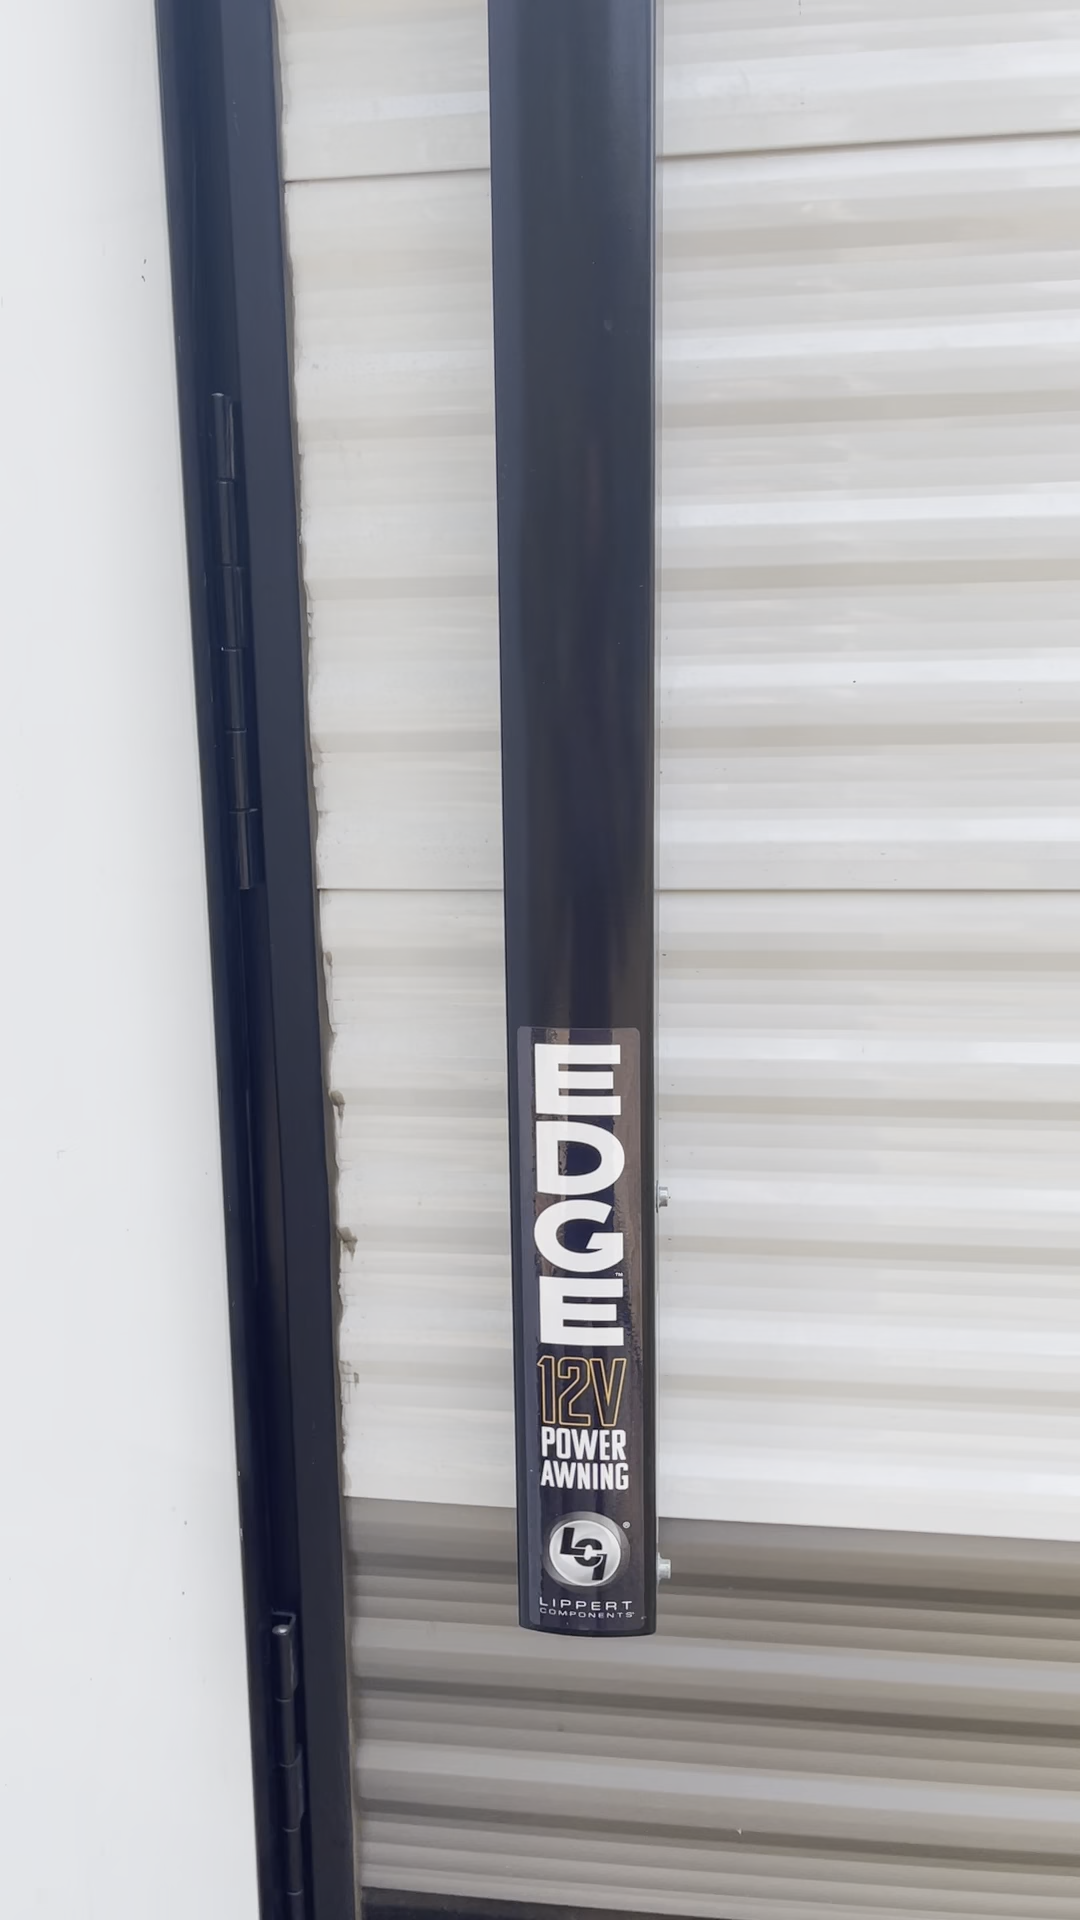 EDGE™
12V
POWER
AWNING
LCI®
LIPPERT
COMPONENTS®